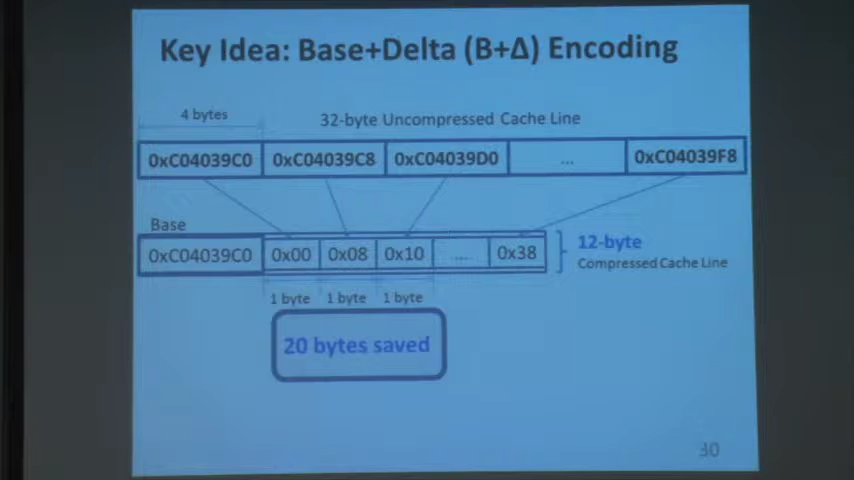 Key Idea: Base+Delta (B+Δ) Encoding
4 bytes
32-byte Uncompressed Cache Line
0xC04039C0 0xC04039C8 0xC04039D0 ... 0xC04039F8
Base
0xC04039C0 0x00 0x08 0x10 ... 0x38
12-byte
Compressed Cache Line
1 byte 1 byte 1 byte
20 bytes saved
30